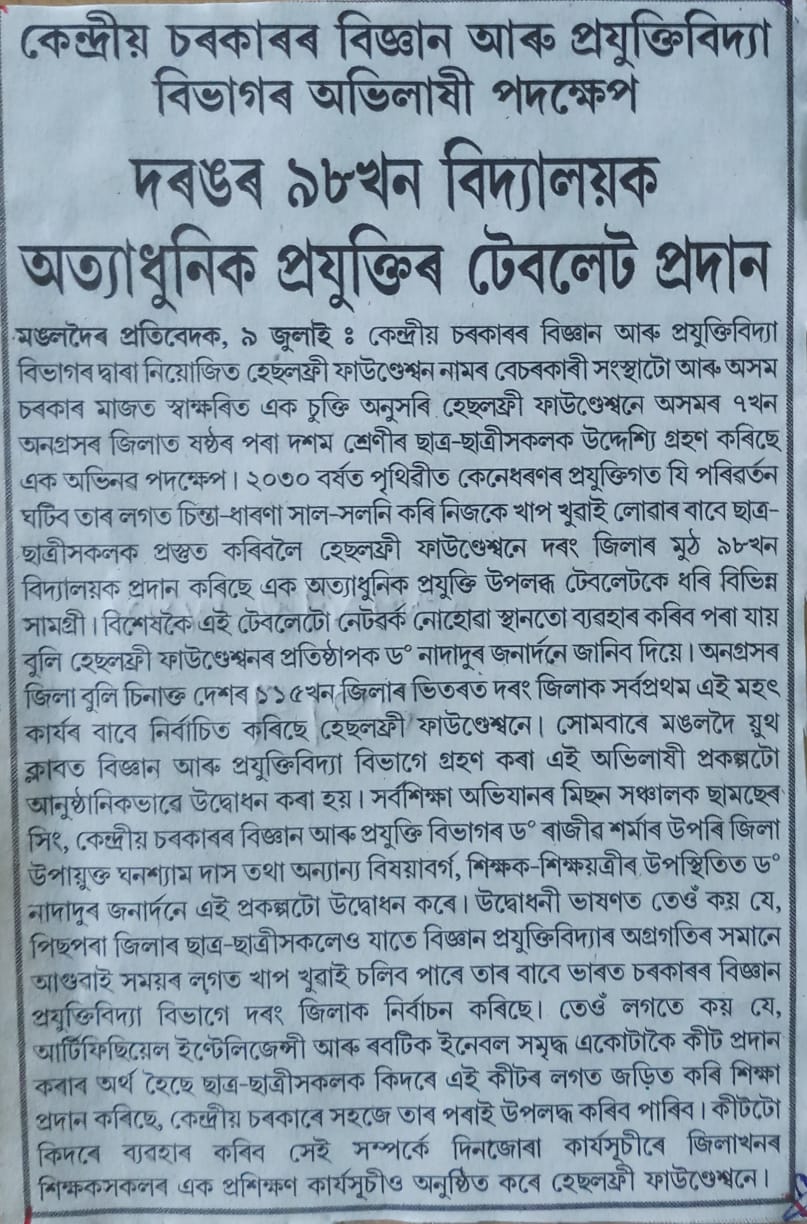 কেন্দ্ৰীয় চৰকাৰৰ বিজ্ঞান আৰু প্ৰযুক্তিবিদ্যা
বিভাগৰ অভিলাষী পদক্ষেপ
দৰঙৰ ৯৮খন বিদ্যালয়ক
অত্যাধুনিক প্ৰযুক্তিৰ টেবলেট প্ৰদান
মঙলদৈৰ প্ৰতিবেদক, ৯ জুলাই : কেন্দ্ৰীয় চৰকাৰৰ বিজ্ঞান আৰু প্ৰযুক্তিবিদ্যা
বিভাগৰ দ্বাৰা নিয়োজিত হেছলফ্ৰী ফাউণ্ডেশ্বন নামৰ বেচৰকাৰী সংস্থাটো আৰু অসম
চৰকাৰ মাজত স্বাক্ষৰিত এক চুক্তি অনুসৰি হেছলফ্ৰী ফাউণ্ডেশ্বনে অসমৰ ৭খন
অনগ্ৰসৰ জিলাত ষষ্ঠৰ পৰা দশম শ্ৰেণীৰ ছাত্ৰ-ছাত্ৰীসকলক উদ্দেশ্যি গ্ৰহণ কৰিছে
এক অভিনৱ পদক্ষেপ। ২০৩০ বৰ্ষত পৃথিৱীত কেনেধৰণৰ প্ৰযুক্তিগত যি পৰিৱৰ্তন
ঘটিব তাৰ লগত চিন্তা-ধাৰণা সাল-সলনি কৰি নিজকে খাপ খুৱাই লোৱাৰ বাবে ছাত্ৰ-
ছাত্ৰীসকলক প্ৰস্তুত কৰিবলৈ হেছলফ্ৰী ফাউণ্ডেশ্বনে দৰং জিলাৰ মুঠ ৯৮খন
বিদ্যালয়ক প্ৰদান কৰিছে এক অত্যাধুনিক প্ৰযুক্তি উপলব্ধ টেবলেটকে ধৰি বিভিন্ন
সামগ্ৰী। বিশেষকৈ এই টেবলেটটো নেটৱৰ্ক নোহোৱা স্থানতো ব্যৱহাৰ কৰিব পৰা যায়
বুলি হেছলফ্ৰী ফাউণ্ডেশ্বনৰ প্ৰতিষ্ঠাপক ড° নাদাদুৰ জনাৰ্দনে জানিব দিয়ে। অনগ্ৰসৰ
জিলা বুলি চিনাক্ত দেশৰ ১১৫খন জিলাৰ ভিতৰত দৰং জিলাক সৰ্বপ্ৰথম এই মহৎ
কাৰ্যৰ বাবে নিৰ্বাচিত কৰিছে হেছলফ্ৰী ফাউণ্ডেশ্বনে। সোমবাৰে মঙলদৈ য়ুথ
ক্লাবত বিজ্ঞান আৰু প্ৰযুক্তিবিদ্যা বিভাগে গ্ৰহণ কৰা এই অভিলাষী প্ৰকল্পটো
আনুষ্ঠানিকভাৱে উদ্বোধন কৰা হয়। সৰ্বশিক্ষা অভিযানৰ মিছন সঞ্চালক ছামছেৰ
সিং, কেন্দ্ৰীয় চৰকাৰৰ বিজ্ঞান আৰু প্ৰযুক্তি বিভাগৰ ড° ৰাজীৱ শৰ্মাৰ উপৰি জিলা
উপায়ুক্ত ঘনশ্যাম দাস তথা অন্যান্য বিষয়াবৰ্গ, শিক্ষক-শিক্ষয়ত্ৰীৰ উপস্থিতিত ড°
নাদাদুৰ জনাৰ্দনে এই প্ৰকল্পটো উদ্বোধন কৰে। উদ্বোধনী ভাষণত তেওঁ কয় যে,
পিছপৰা জিলাৰ ছাত্ৰ-ছাত্ৰীসকলেও যাতে বিজ্ঞান প্ৰযুক্তিবিদ্যাৰ অগ্ৰগতিৰ সমানে
আগুৱাই সময়ৰ লগত খাপ খুৱাই চলিব পাৰে তাৰ বাবে ভাৰত চৰকাৰৰ বিজ্ঞান
প্ৰযুক্তিবিদ্যা বিভাগে দৰং জিলাক নিৰ্বাচন কৰিছে। তেওঁ লগতে কয় যে,
আৰ্টিফিছিয়েল ইণ্টেলিজেন্সী আৰু ৰবটিক ইনেবল সমৃদ্ধ একোটাকৈ কীট প্ৰদান
কৰাৰ অৰ্থ হৈছে ছাত্ৰ-ছাত্ৰীসকলক কিদৰে এই কীটৰ লগত জড়িত কৰি শিক্ষা
প্ৰদান কৰিছে, কেন্দ্ৰীয় চৰকাৰে সহজে তাৰ পৰাই উপলব্ধ কৰিব পাৰিব। কীটটো
কিদৰে ব্যৱহাৰ কৰিব সেই সম্পৰ্কে দিনজোৰা কাৰ্যসূচীৰে জিলাখনৰ
শিক্ষকসকলৰ এক প্ৰশিক্ষণ কাৰ্যসূচীও অনুষ্ঠিত কৰে হেছলফ্ৰী ফাউণ্ডেশ্বনে।